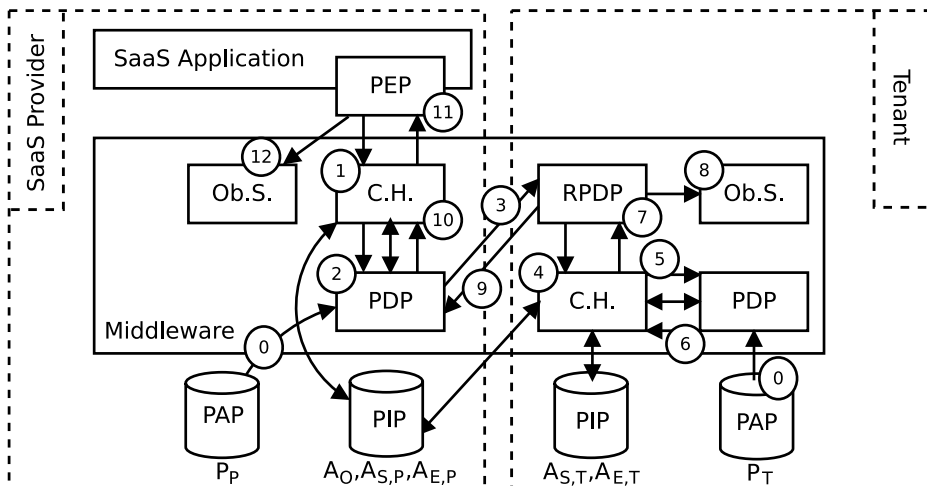 SaaS Provider
SaaS Application
PEP
11
Tenant
12
Ob.S.
1
C.H.
10
3
RPDP
7
8
Ob.S.
2
PDP
9
4
C.H.
5
6
PDP
Middleware
0
0
PAP
PIP
PIP
PAP
P_P
A_O,A_S,P,A_E,P
A_S,T,A_E,T
P_T